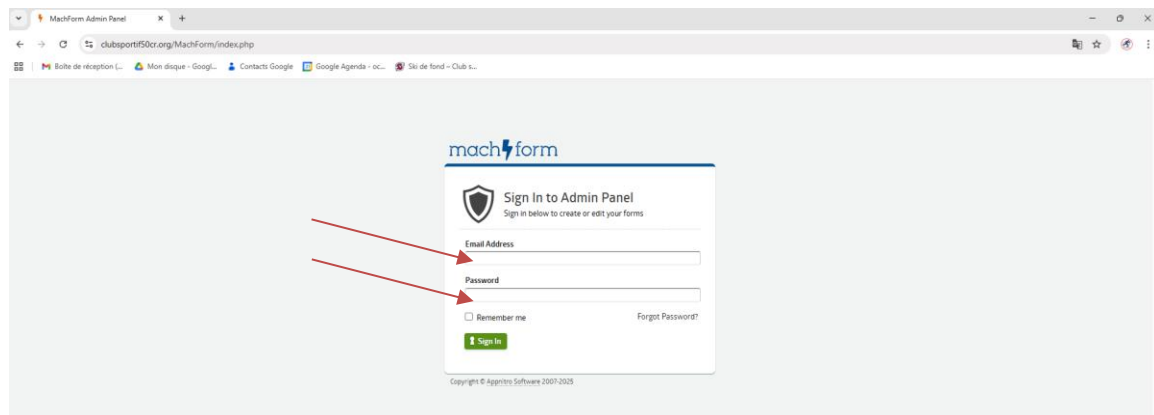 MachForm Admin Panel
clubsportif50cr.org/MachForm/index.php
Boîte de réception (... Mon disque - Googl... Contacts Google Google Agenda - oc... Ski de fond – Club s...
machform
Sign In to Admin Panel
Sign in below to create or edit your forms
Email Address
Password
Remember me Forgot Password?
Sign In
Copyright © Appnitro Software 2007-2025